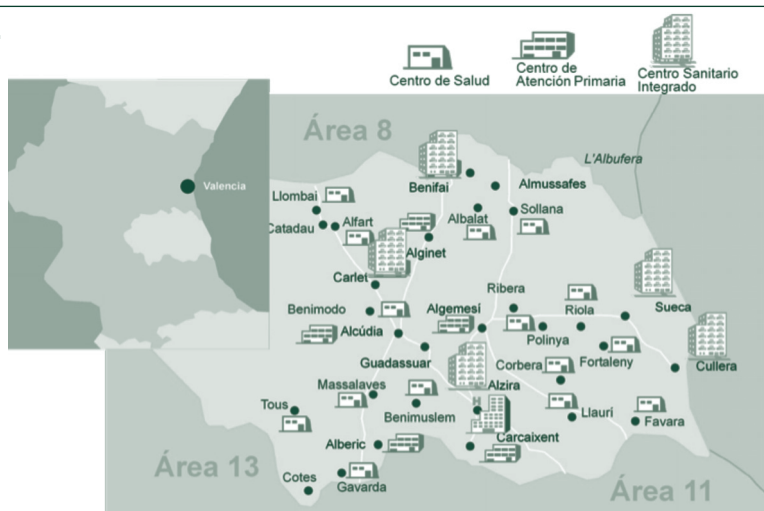 Centro de Salud
Centro de
Atención Primaria
Centro Sanitario
Integrado
Área 8
L'Albufera
Valencia
Benifai
Almussafes
Llombai
Albalat
Sollana
Catadau
Alfart
Alginet
Carlet
Ribera
Sueca
Benimodo
Algemesí
Riola
Alcúdia
Polinya
Guadassuar
Corbera
Fortaleny
Cullera
Massalaves
Alzira
Tous
H
Benimuslem
Llaurí
Favara
Alberic
Carcaixent
Área 13
Cotes
Gavarda
Área 11